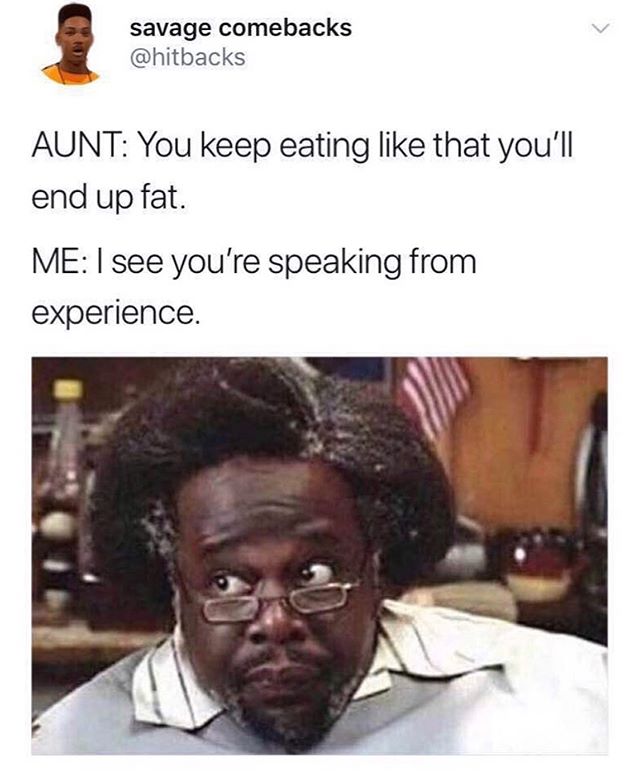 savage comebacks
@hitbacks
AUNT: You keep eating like that you'll
end up fat.
ME: I see you're speaking from
experience.